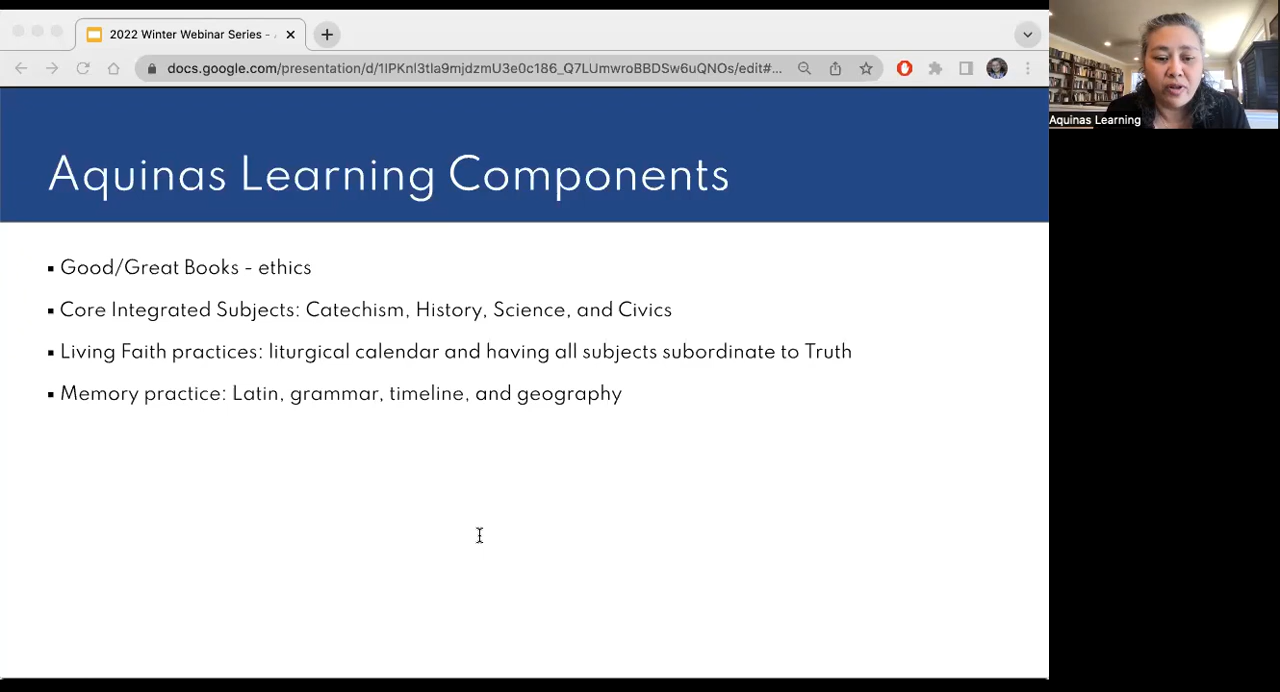 2022 Winter Webinar Series -
docs.google.com/presentation/d/1IPKnI3tla9mjdzmU3e0c186_Q7LUmwroBBDSw6uQNOs/edit#...
Aquinas Learning
Aquinas Learning Components
▪ Good/Great Books - ethics
▪ Core Integrated Subjects: Catechism, History, Science, and Civics
▪ Living Faith practices: liturgical calendar and having all subjects subordinate to Truth
▪ Memory practice: Latin, grammar, timeline, and geography